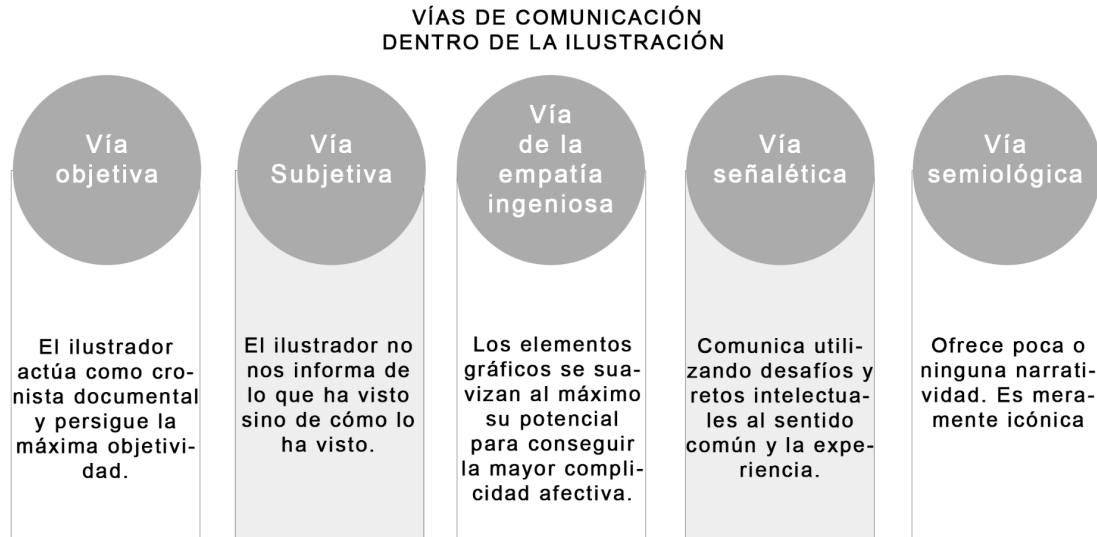 VÍAS DE COMUNICACIÓN
DENTRO DE LA ILUSTRACIÓN
Vía
objetiva
El ilustrador
actúa como cro-
nista documental
y persigue la
máxima objetivi-
dad.
Vía
Subjetiva
El ilustrador no
nos informa de
lo que ha visto
sino de cómo lo
ha visto.
Vía
de la
empatía
ingeniosa
Los elementos
gráficos se sua-
vizan al máximo
su potencial
para conseguir
la mayor compli-
cidad afectiva.
Vía
señalética
Comunica utili-
zando desafíos y
retos intelectua-
les al sentido
común y la expe-
riencia.
Vía
semiológica
Ofrece poca o
ninguna narrati-
vidad. Es mera-
mente icónica